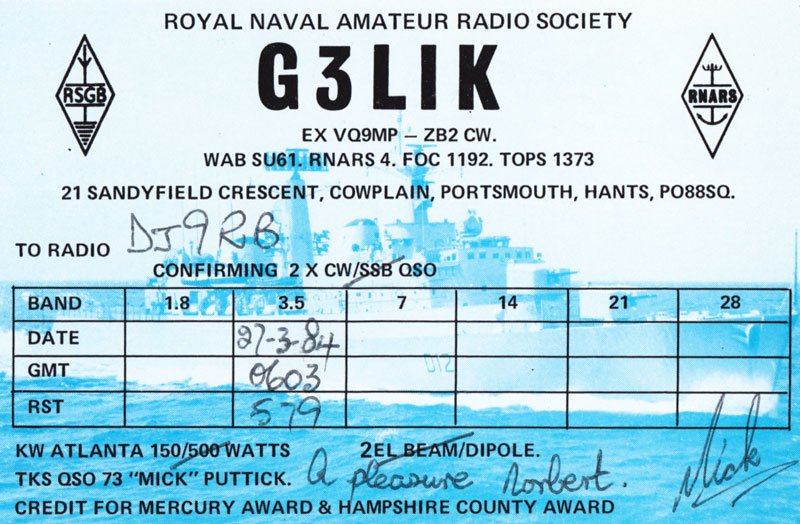 ROYAL NAVAL AMATEUR RADIO SOCIETY
G3LIK
RSGB
RNARS
EX VQ9MP – ZB2 CW.
WAB SU61. RNARS 4. FOC 1192. TOPS 1373
21 SANDYFIELD CRESCENT, COWPLAIN, PORTSMOUTH, HANTS, PO88SQ.
TO RADIO DJ9RB
CONFIRMING 2 X CW/SSB QSO
BAND 1.8 3.5 7 14 21 28
DATE 27-3-84
GMT 0603
RST 579
D12
KW ATLANTA 150/500 WATTS 2EL BEAM/DIPOLE.
TKS QSO 73 "MICK" PUTTICK. A pleasure Norbert. Mick
CREDIT FOR MERCURY AWARD & HAMPSHIRE COUNTY AWARD